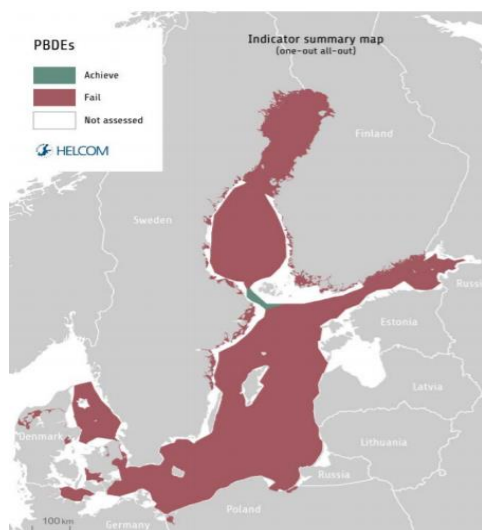 PBDEs
Achieve
Fail
Not assessed
HELCOM
Indicator summary map
(one-out all-out)
Finland
Sweden
Russia
Estonia
Latvia
Denmark
Lithuania
Russia
Poland
Germany
100 km